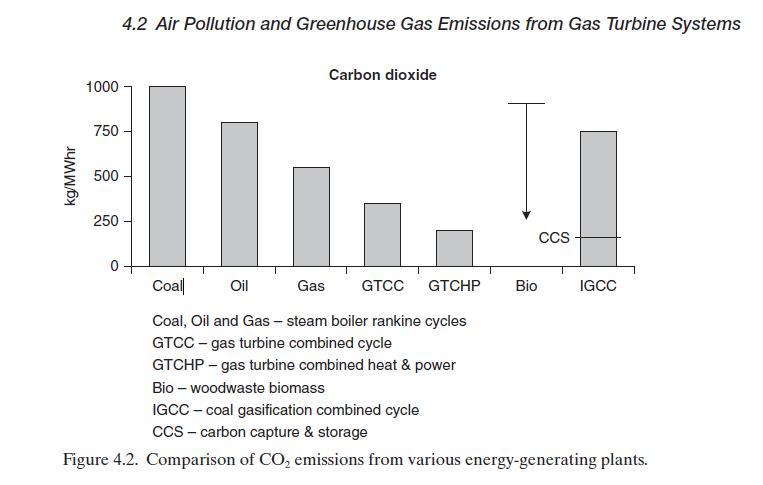 4.2 Air Pollution and Greenhouse Gas Emissions from Gas Turbine Systems
Carbon dioxide
kg/MWhr
1000
750
500
250
0
CCS
Coal Oil Gas GTCC GTCHP Bio IGCC
Coal, Oil and Gas – steam boiler rankine cycles
GTCC – gas turbine combined cycle
GTCHP – gas turbine combined heat & power
Bio – woodwaste biomass
IGCC – coal gasification combined cycle
CCS – carbon capture & storage
Figure 4.2. Comparison of CO₂ emissions from various energy-generating plants.